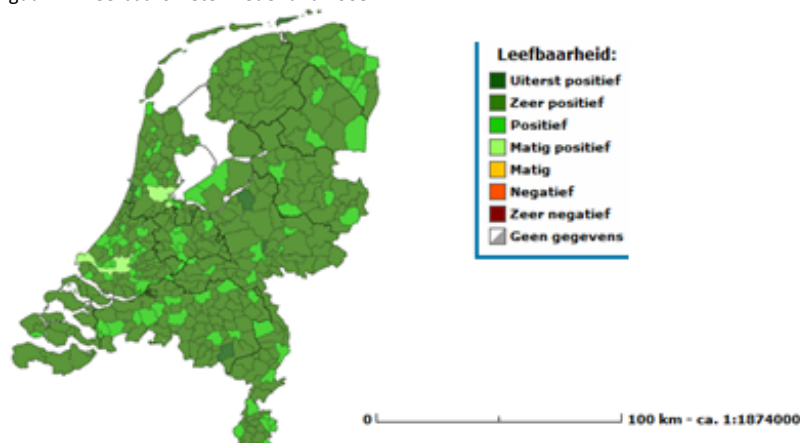 Leefbaarheid:
Uiterst positief
Zeer positief
Positief
Matig positief
Matig
Negatief
Zeer negatief
Geen gegevens
0 100 km - ca. 1:1874000